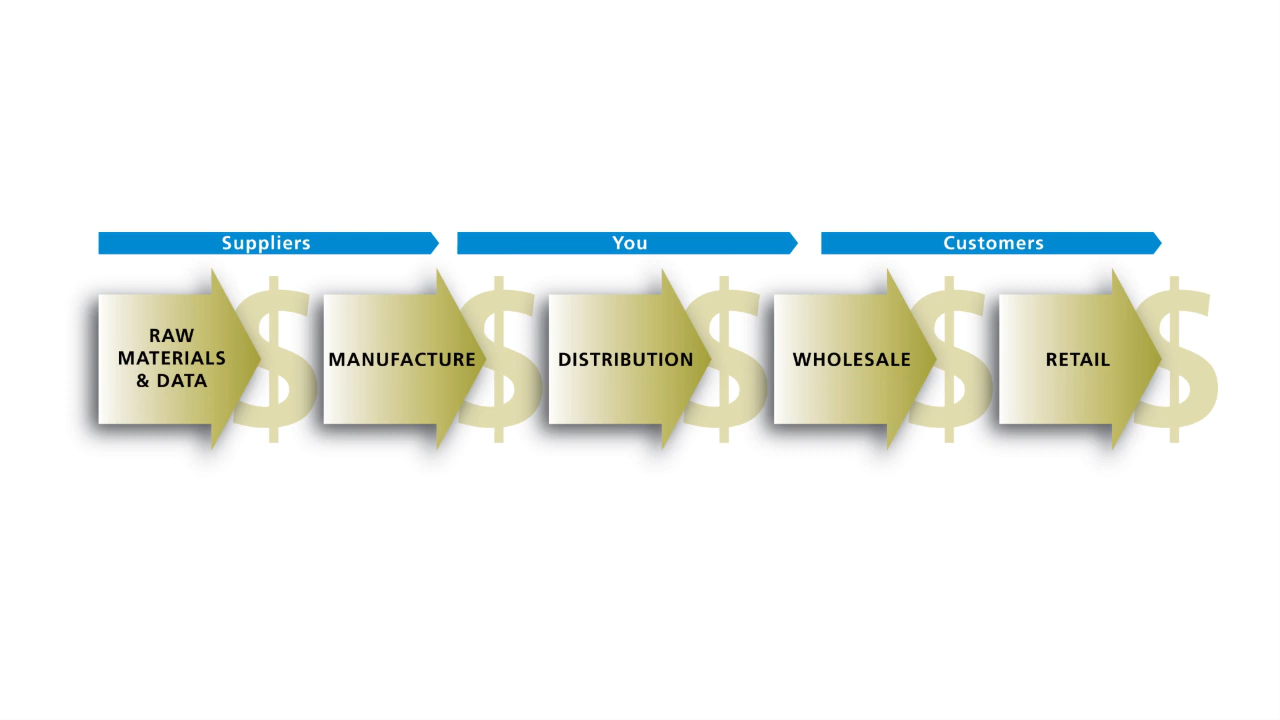 Suppliers
You
Customers
RAW
MATERIALS
& DATA
$
MANUFACTURE
$
DISTRIBUTION
$
WHOLESALE
$
RETAIL
$